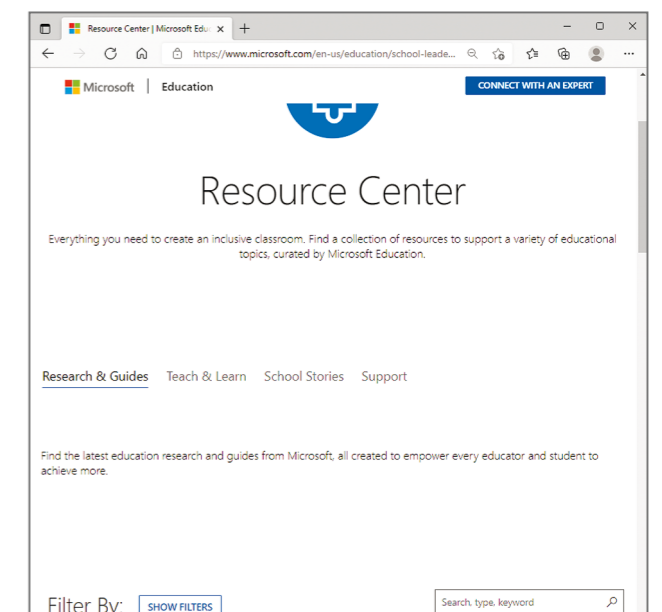 Resource Center | Microsoft Edu
https://www.microsoft.com/en-us/education/school-leade...
Microsoft | Education
CONNECT WITH AN EXPERT
Resource Center
Everything you need to create an inclusive classroom. Find a collection of resources to support a variety of educational
topics, curated by Microsoft Education.
Research & Guides Teach & Learn School Stories Support
Find the latest education research and guides from Microsoft, all created to empower every educator and student to
achieve more.
Filter By: SHOW FILTERS Search, type, keyword